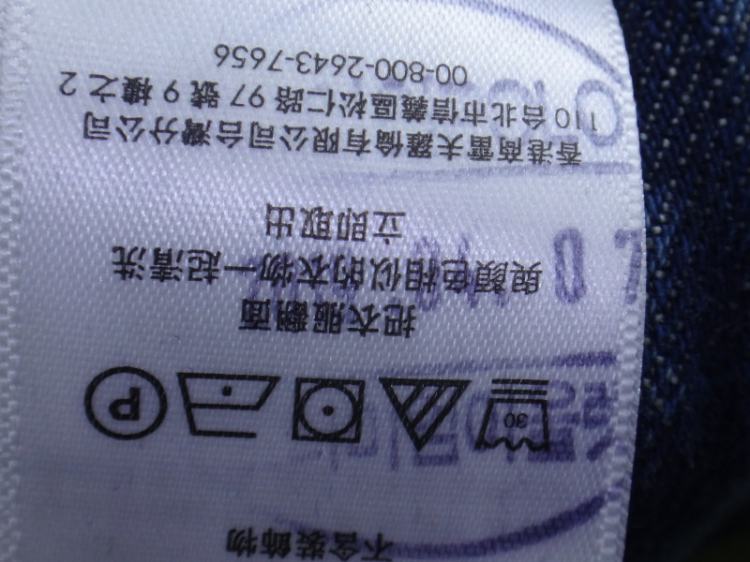 不含裝飾物
30 P
把衣服翻面
與顏色相似的衣物一起清洗
立即取出
香港商雷夫羅倫有限公司台灣分公司
110 台北市信義區松仁路 97 號 9 樓之 2
00-800-2643-7656